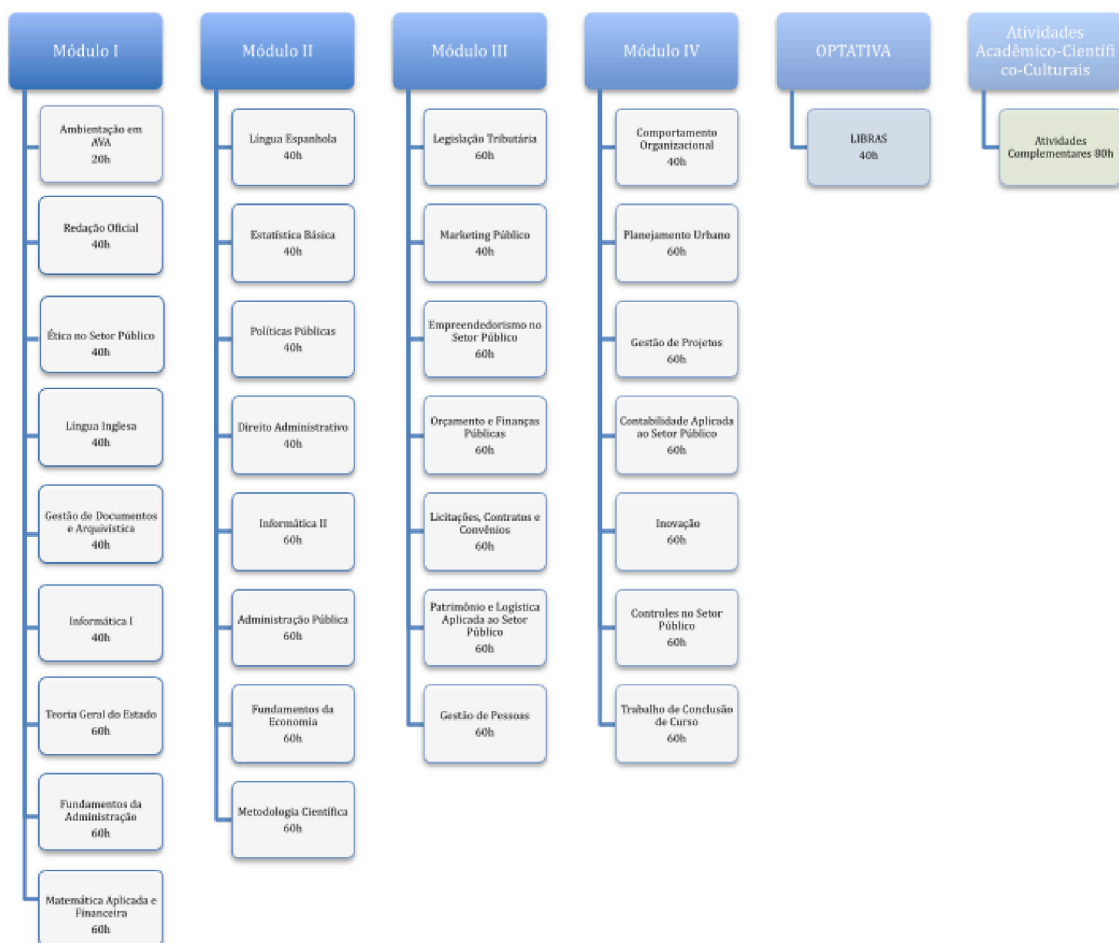 Módulo I
Ambientação em
AVA
20h
Redação Oficial
40h
Ética no Setor Público
40h
Língua Inglesa
40h
Gestão de Documentos
e Arquivística
40h
Informática I
40h
Teoria Geral do Estado
60h
Fundamentos da
Administração
60h
Matemática Aplicada e
Financeira
60h
Módulo II
Língua Espanhola
40h
Estatística Básica
40h
Políticas Públicas
40h
Direito Administrativo
40h
Informática II
60h
Administração Pública
60h
Fundamentos da
Economia
60h
Metodologia Científica
60h
Módulo III
Legislação Tributária
60h
Marketing Público
40h
Empreendedorismo no
Setor Público
60h
Orçamento e Finanças
Públicas
60h
Licitações, Contratos e
Convênios
60h
Patrimônio e Logística
Aplicada ao Setor
Público
60h
Gestão de Pessoas
60h
Módulo IV
Comportamento
Organizacional
40h
Planejamento Urbano
60h
Gestão de Projetos
60h
Contabilidade Aplicada
ao Setor Público
60h
Inovação
60h
Controles no Setor
Público
60h
Trabalho de Conclusão
de Curso
60h
OPTATIVA
LIBRAS
40h
Atividades
Acadêmico-Científi
co-Culturais
Atividades
Complementares 80h